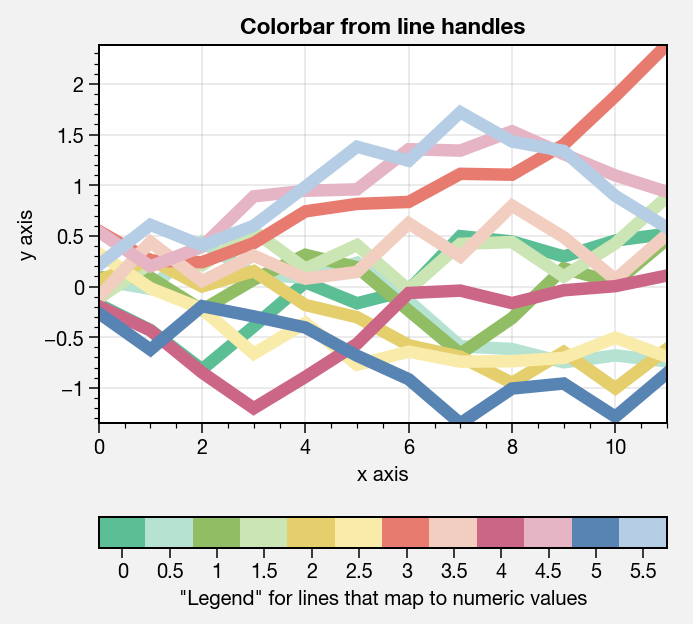 Colorbar from line handles
y axis
2
1.5
1
0.5
0
−0.5
−1
0 2 4 6 8 10
x axis
0 0.5 1 1.5 2 2.5 3 3.5 4 4.5 5 5.5
"Legend" for lines that map to numeric values